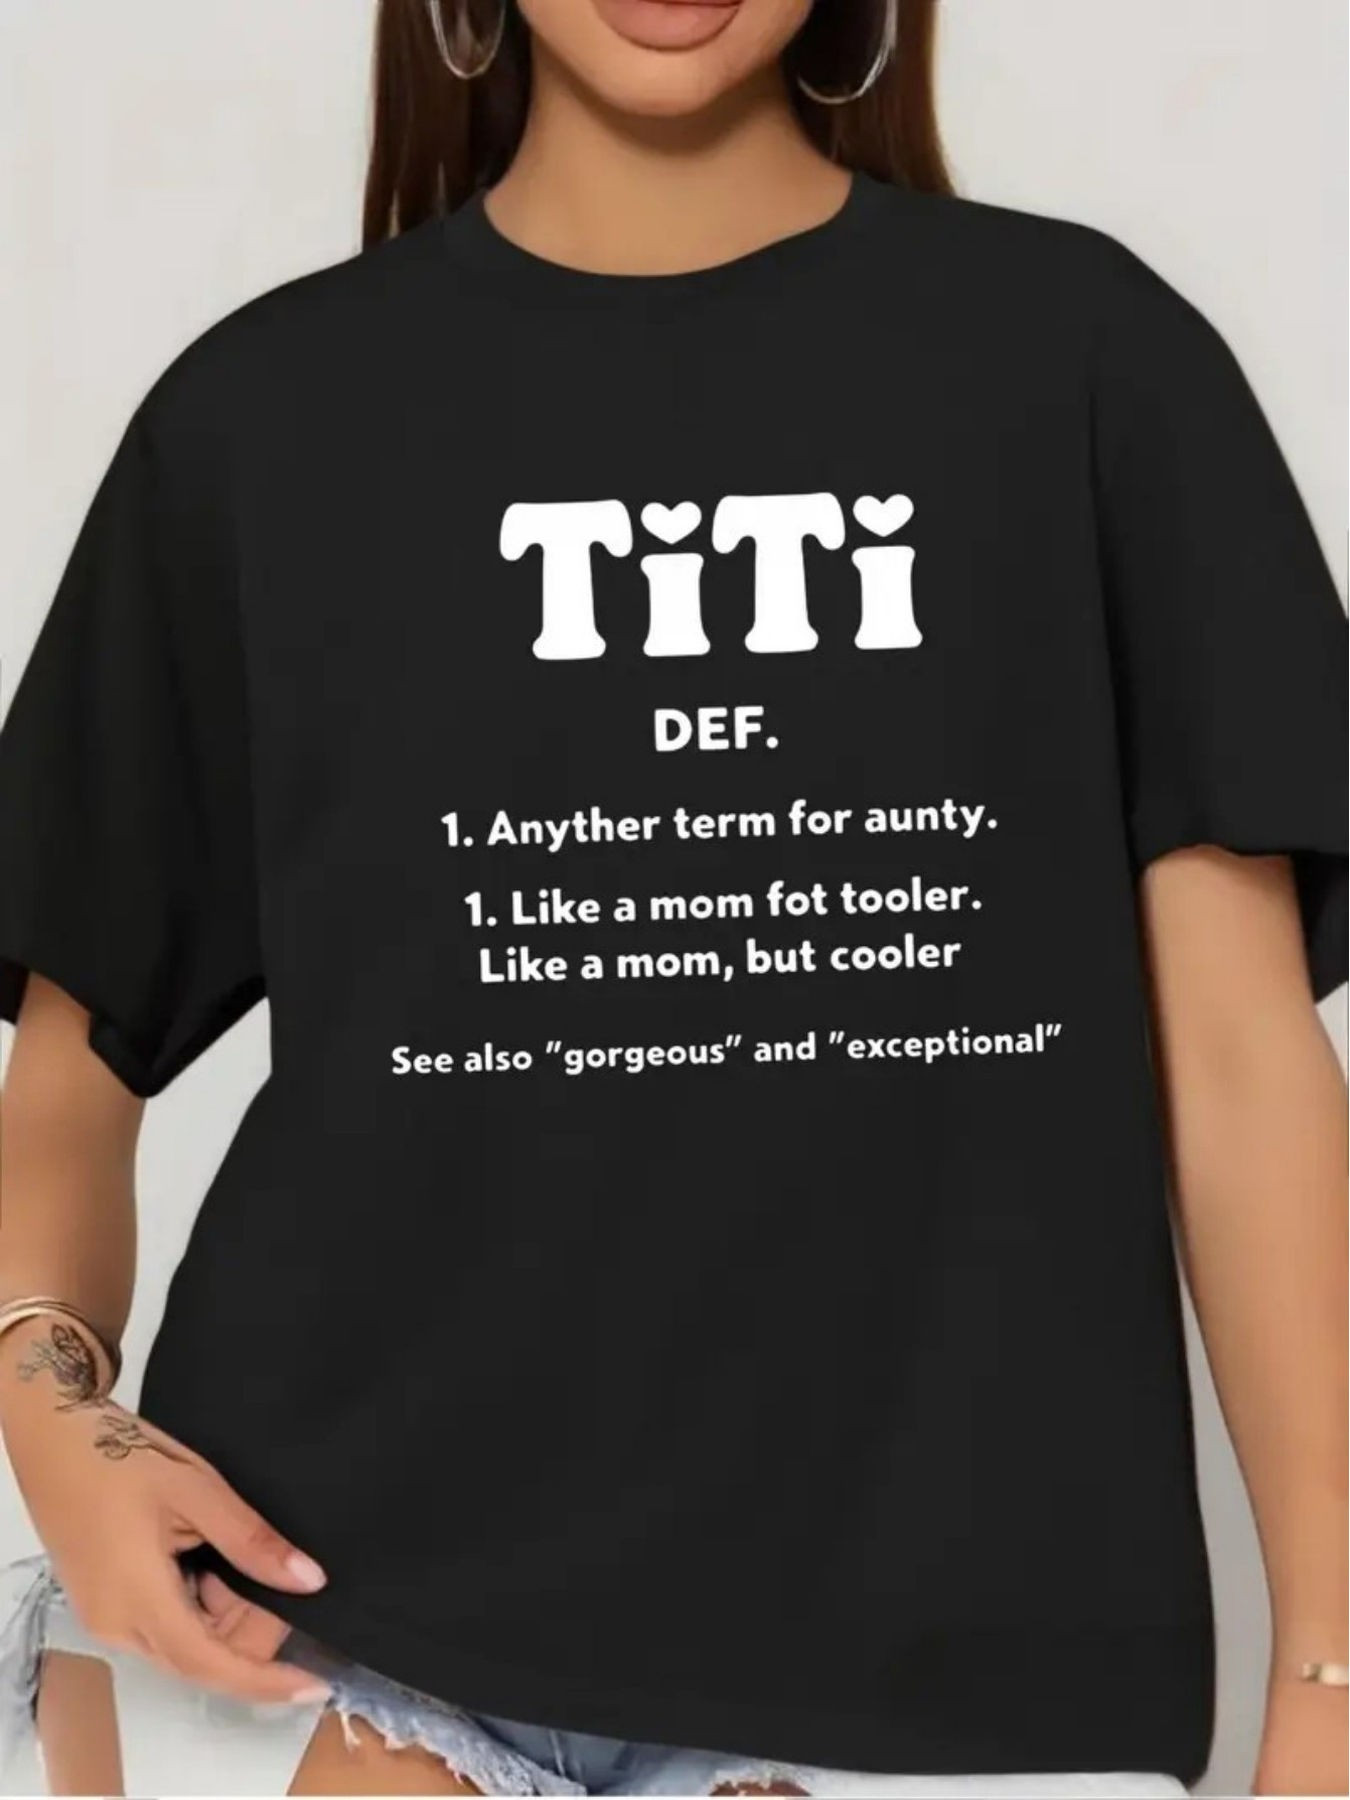 TiTi
DEF.
1. Anyther term for aunty.
1. Like a mom fot tooler.
Like a mom, but cooler
See also "gorgeous" and "exceptional"